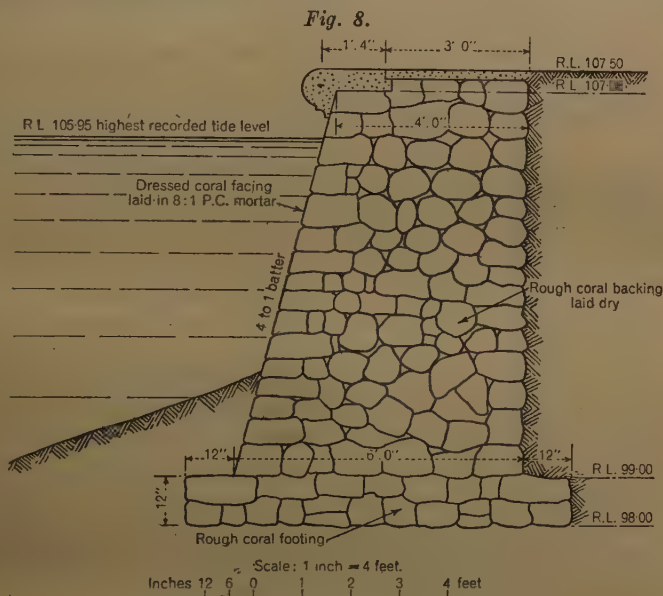 Fig. 8.
1'. 4"
3'. 0"
R.L. 107 50
R L. 107·
4'. 0"
R L 105·95 highest recorded tide level
Dressed coral facing
laid in 8:1 P.C. mortar
4 to 1 batter
Rough coral backing
laid dry
12"
6'. 0"
12"
12"
R L. 99·00
R.L. 98·00
Rough coral footing
Scale: 1 inch = 4 feet.
Inches 12 6 0 1 2 3 4 feet